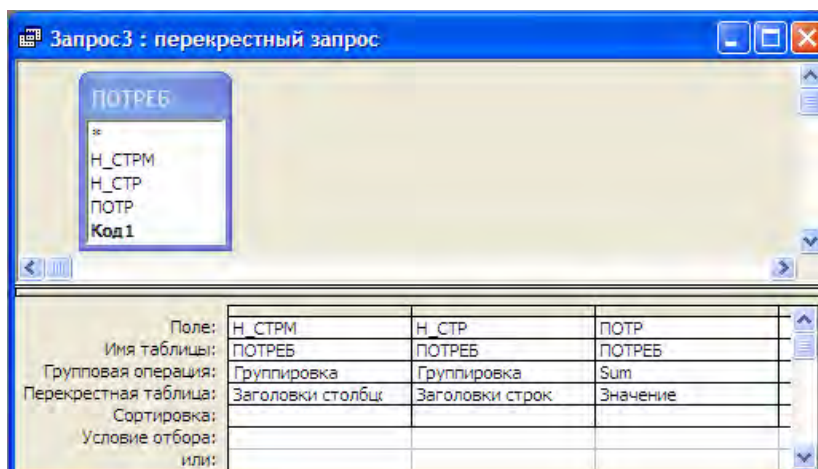 Запрос3 : перекрестный запрос
ПОТРЕБ
*
Н_СТРМ
Н_СТР
ПОТР
Код1
Поле: Н_СТРМ Н_СТР ПОТР
Имя таблицы: ПОТРЕБ ПОТРЕБ ПОТРЕБ
Групповая операция: Группировка Группировка Sum
Перекрестная таблица: Заголовки столбцс Заголовки строк Значение
Сортировка:
Условие отбора:
или: